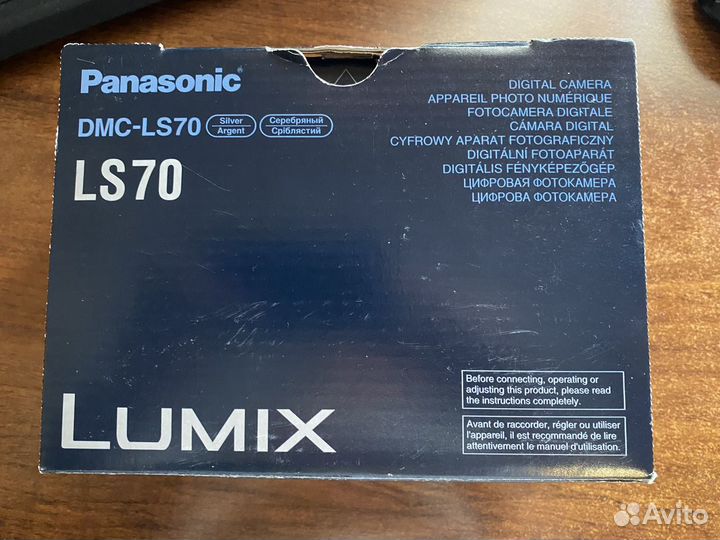 Panasonic
DMC-LS70
Silver
Argent
Серебряный
Сріблястий
LS70
DIGITAL CAMERA
APPAREIL PHOTO NUMÉRIQUE
FOTOCAMERA DIGITALE
CÁMARA DIGITAL
CYFROWY APARAT FOTOGRAFICZNY
DIGITÁLNÍ FOTOAPARÁT
DIGITÁLIS FÉNYKÉPEZŐGÉP
ЦИФРОВАЯ ФОТОКАМЕРА
ЦИФРОВА ФОТОКАМЕРА
Before connecting, operating or
adjusting this product, please read
the instructions completely.
Avant de raccorder, régler ou utiliser
l'appareil, il est recommandé de lire
attentivement le manuel d'utilisation.
LUMIX
Avito